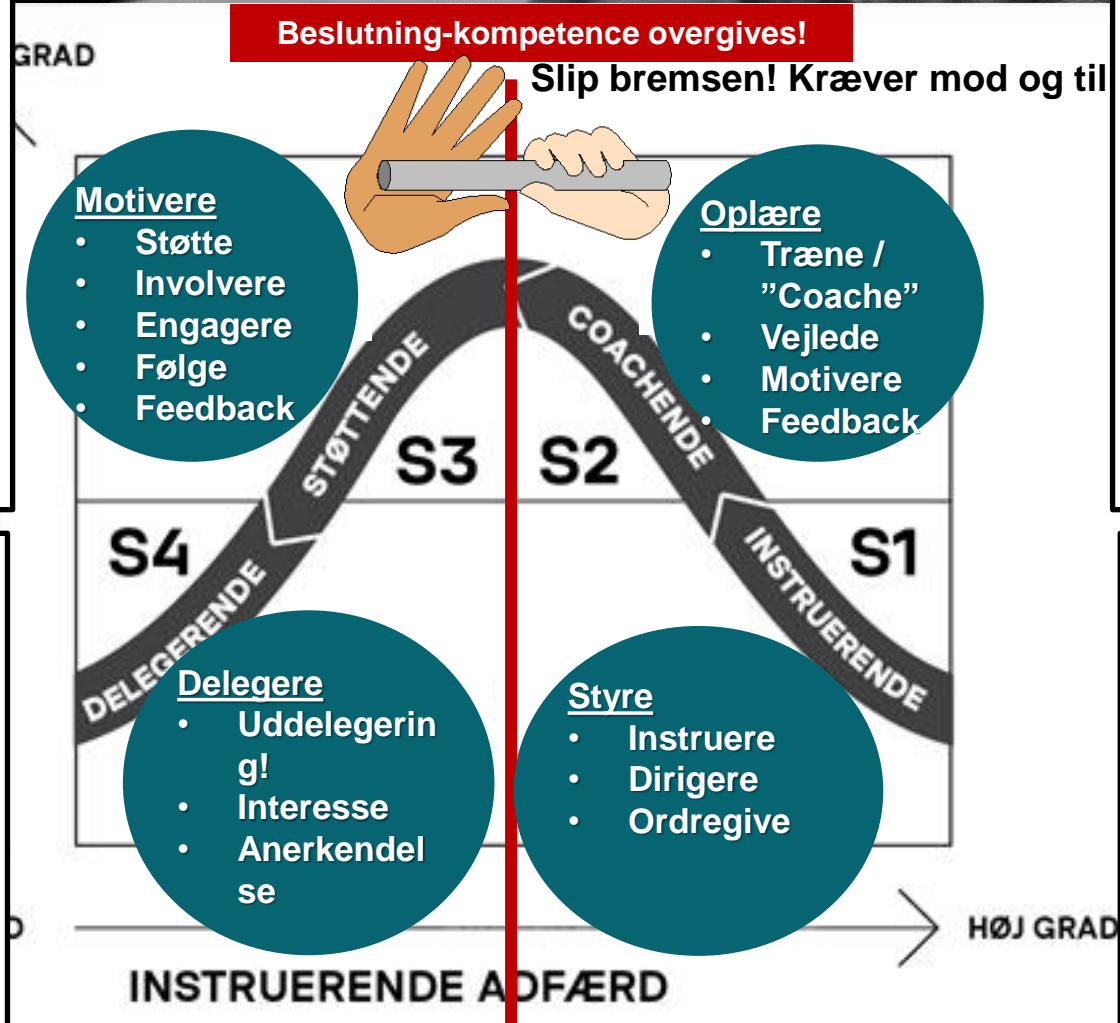 Beslutning-kompetence overgives!
GRAD
Slip bremsen! Kræver mod og til
Motivere
• Støtte
• Involvere
• Engagere
• Følge
• Feedback
Oplære
• Træne /
”Coache”
• Vejlede
• Motivere
• Feedback
STØTTENDE
COACHENDE
S3
S2
S4
S1
DELEGERENDE
INSTRUERENDE
Delegere
• Uddelegerin
g!
• Interesse
• Anerkendel
se
Styre
• Instruere
• Dirigere
• Ordregive
D
HØJ GRAD
INSTRUERENDE ADFÆRD